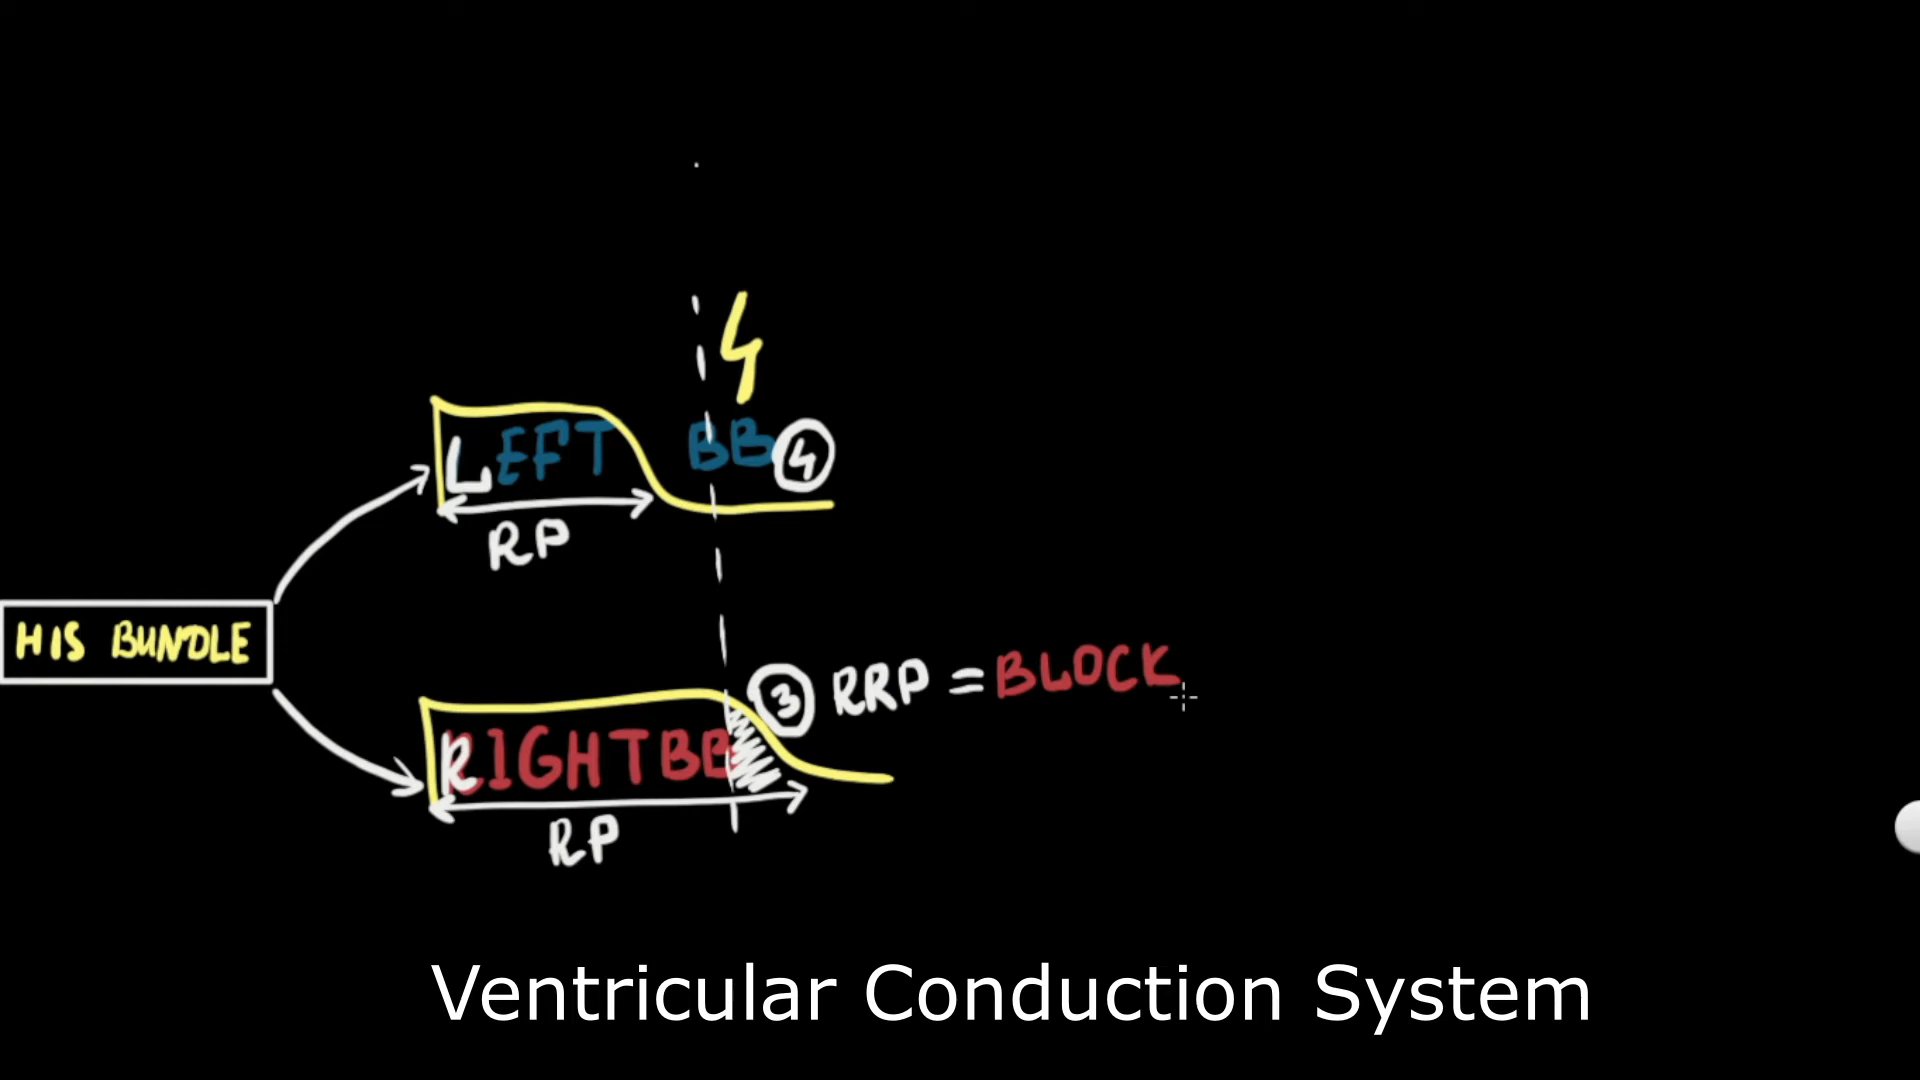 LEFT BB 4
RP
HIS BUNDLE
3 RRP = BLOCK
RIGHT BB
RP
Ventricular Conduction System